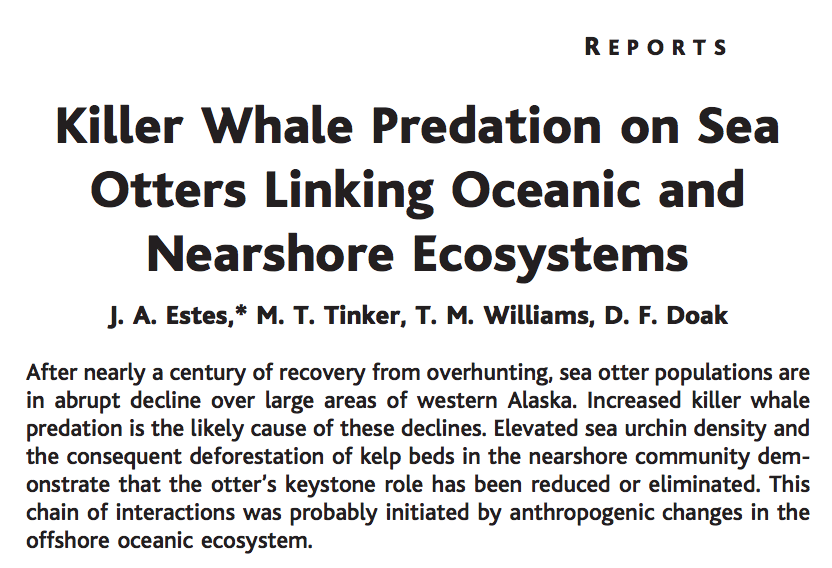 REPORTS
Killer Whale Predation on Sea
Otters Linking Oceanic and
Nearshore Ecosystems
J. A. Estes,* M. T. Tinker, T. M. Williams, D. F. Doak
After nearly a century of recovery from overhunting, sea otter populations are
in abrupt decline over large areas of western Alaska. Increased killer whale
predation is the likely cause of these declines. Elevated sea urchin density and
the consequent deforestation of kelp beds in the nearshore community dem-
onstrate that the otter's keystone role has been reduced or eliminated. This
chain of interactions was probably initiated by anthropogenic changes in the
offshore oceanic ecosystem.